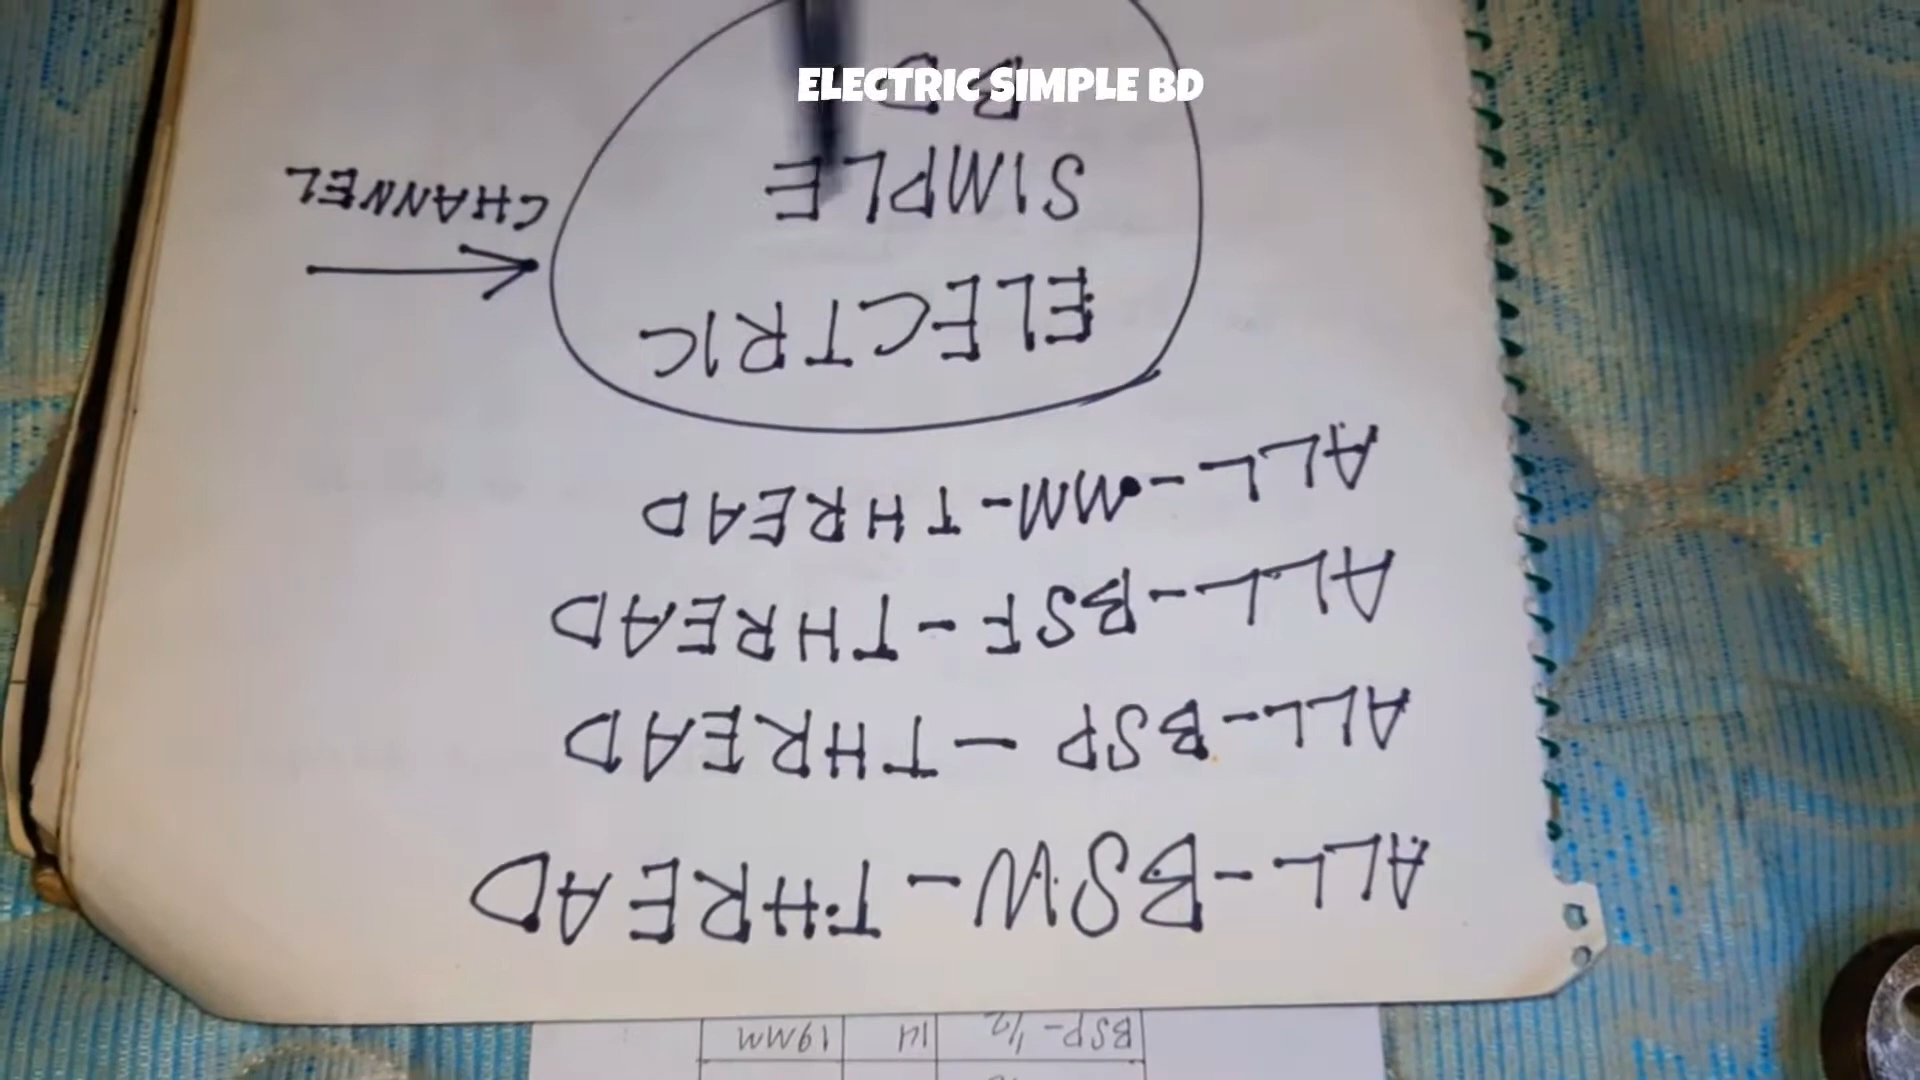 ELECTRIC SIMPLE BD
ALL-BSW-THREAD
ALL-BSP-THREAD
ALL-BSF-THREAD
ALL-MM-THREAD
ELECTRIC
SIMPLE
BD
CHANNEL
BSP-1/2 14 19MM